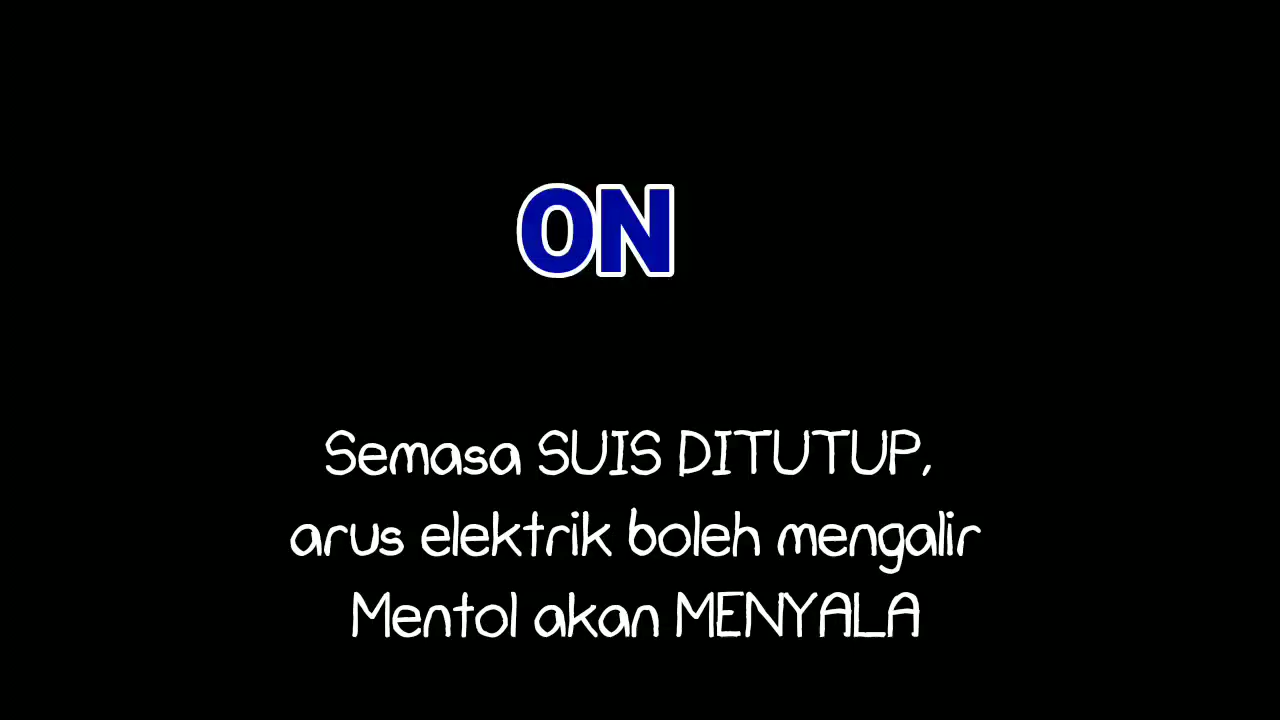 ON
Semasa SUIS DITUTUP,
arus elektrik boleh mengalir
Mentol akan MENYALA